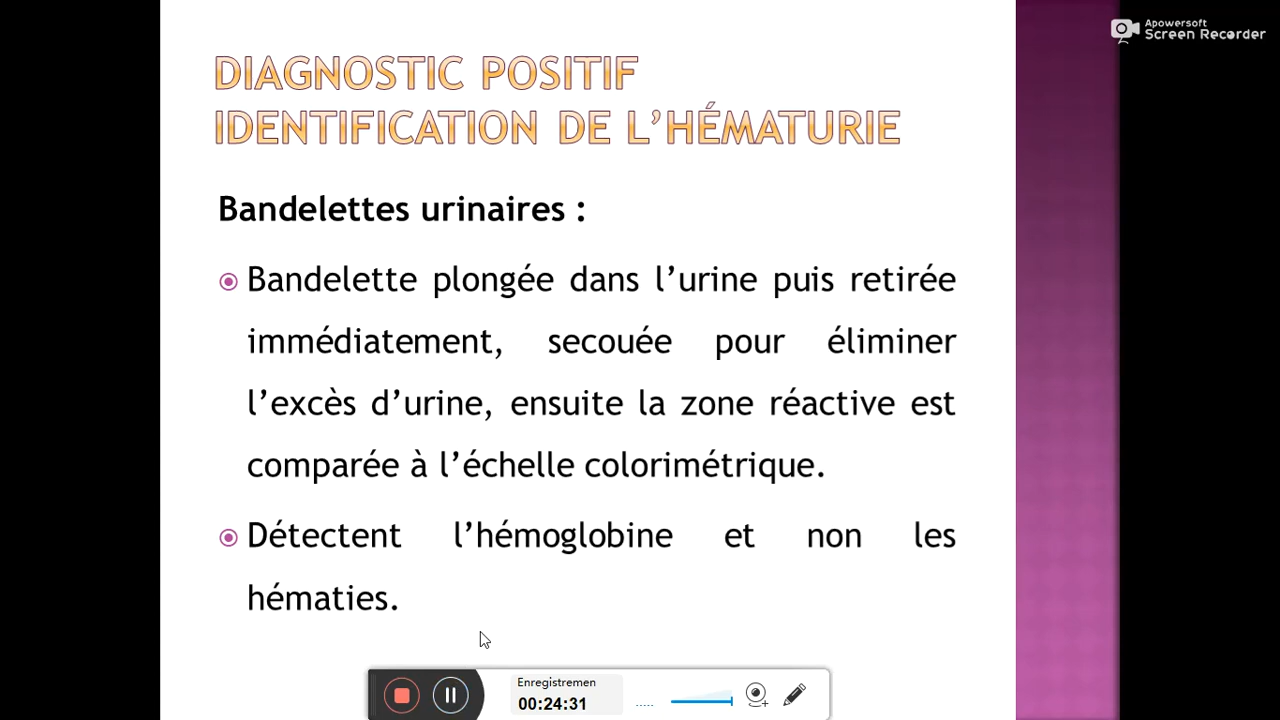 Apowersoft
Screen Recorder
DIAGNOSTIC POSITIF
IDENTIFICATION DE L’HÉMATURIE
Bandelettes urinaires :
Bandelette plongée dans l’urine puis retirée
immédiatement, secouée pour éliminer
l’excès d’urine, ensuite la zone réactive est
comparée à l’échelle colorimétrique.
Détectent l’hémoglobine et non les
hématies.
Enregistremen
00:24:31